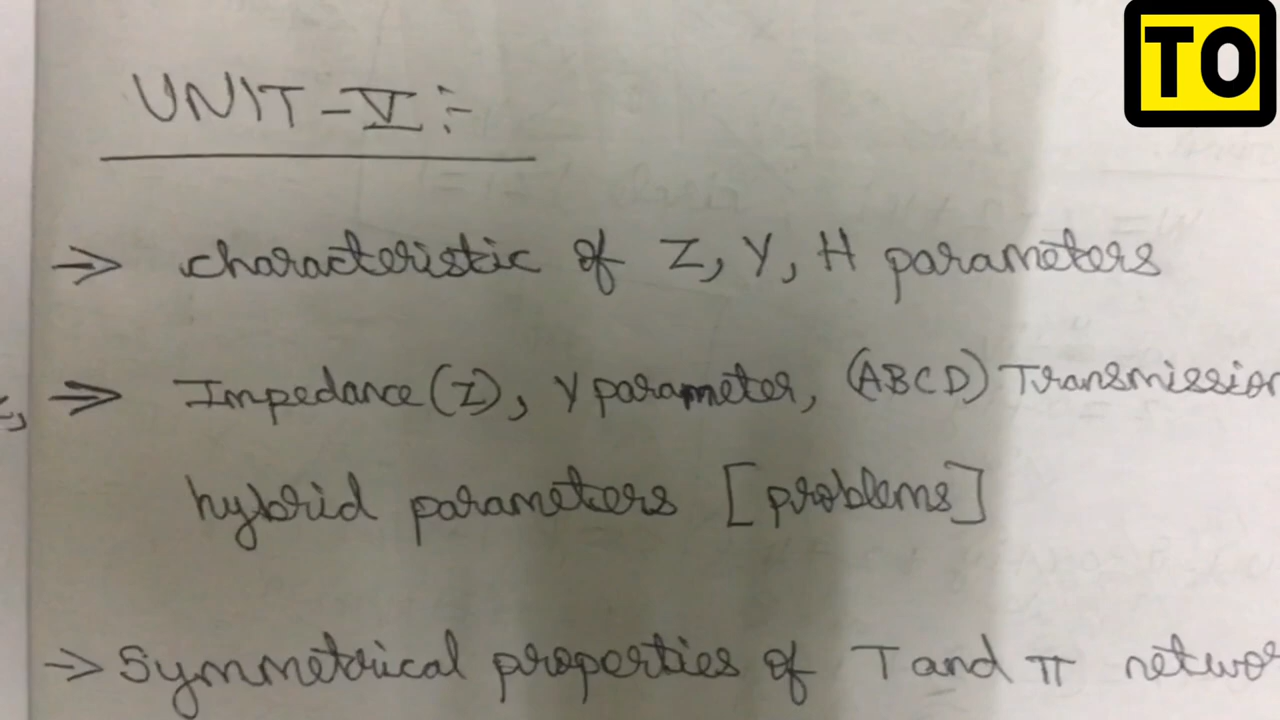 TO
UNIT-V:-
⇒ characteristic of Z, Y, H parameters
⇒ Impedance(Z), Y parameter, (ABCD) Transmission
hybrid parameters [problems]
⇒ Symmetrical properties of T and π